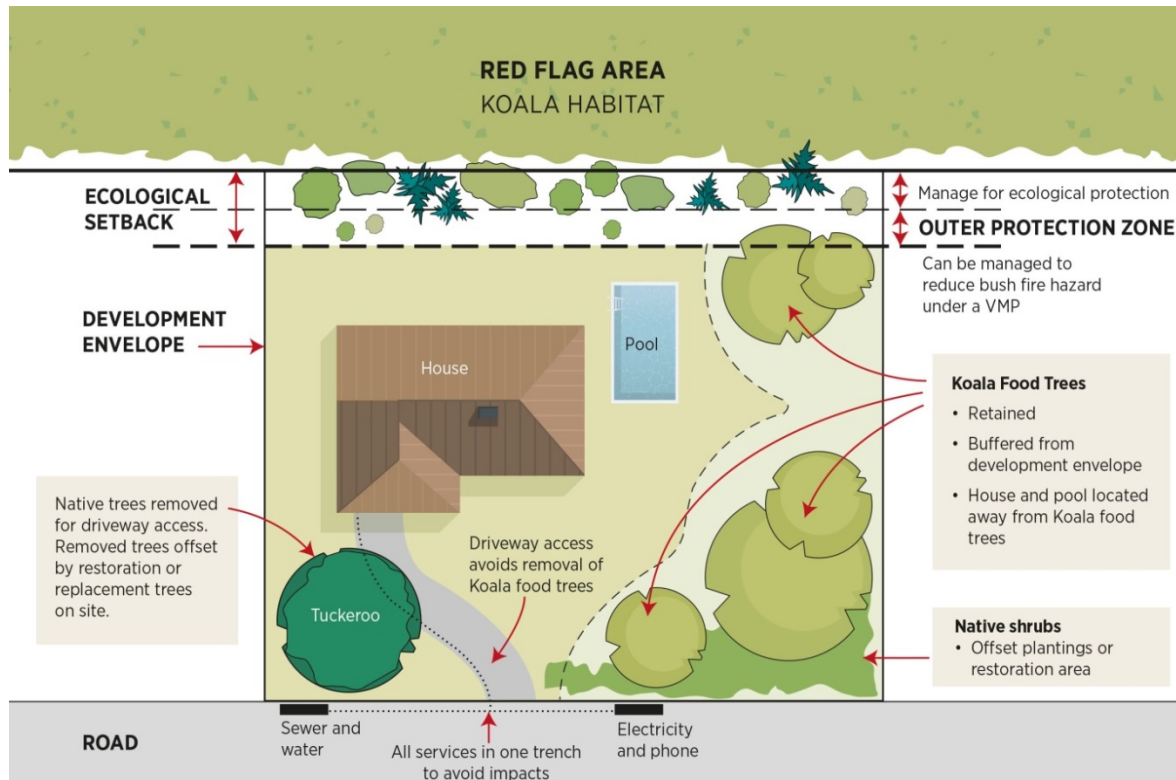 RED FLAG AREA
KOALA HABITAT
ECOLOGICAL
SETBACK
Manage for ecological protection
OUTER PROTECTION ZONE
Can be managed to
reduce bush fire hazard
under a VMP
DEVELOPMENT
ENVELOPE
House
Pool
Koala Food Trees
• Retained
• Buffered from
development envelope
• House and pool located
away from Koala food
trees
Native trees removed
for driveway access.
Removed trees offset
by restoration or
replacement trees
on site.
Driveway access
avoids removal of
Koala food trees
Tuckeroo
Native shrubs
• Offset plantings or
restoration area
ROAD
Sewer and
water
All services in one trench
to avoid impacts
Electricity
and phone